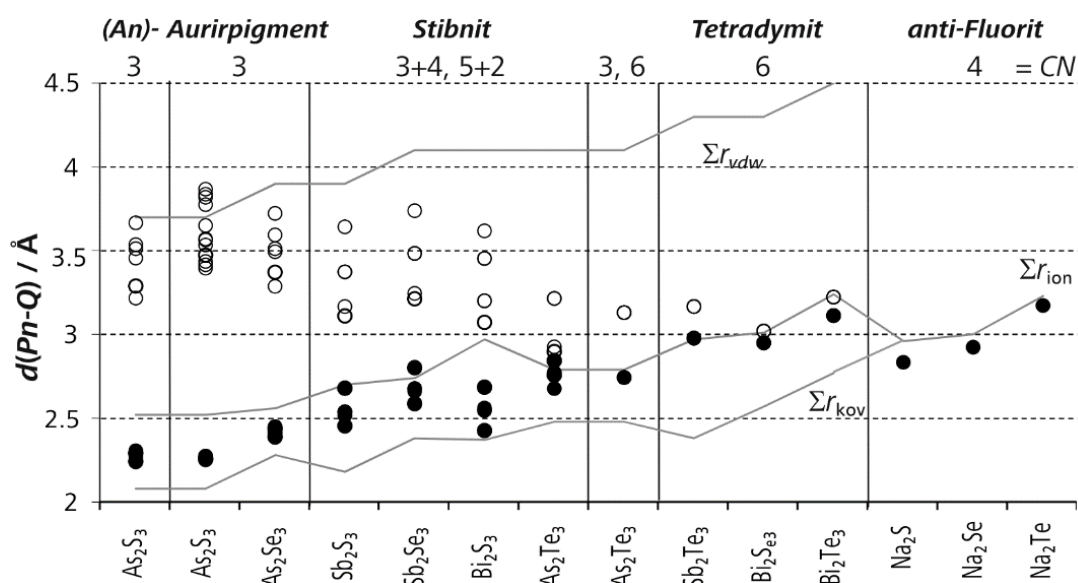 (An)- Aurirpigment Stibnit Tetradymit anti-Fluorit
3 3 3+4, 5+2 3, 6 6 4 = CN
4.5
4
3.5
3
2.5
2
d(Pn-Q) / Å
Σr_vdw
Σr_ion
Σr_kov
As₂S₃
As₂S₃
As₂Se₃
Sb₂S₃
Sb₂Se₃
Bi₂S₃
As₂Te₃
As₂Te₃
Sb₂Te₃
Bi₂Se₃
Bi₂Te₃
Na₂S
Na₂Se
Na₂Te